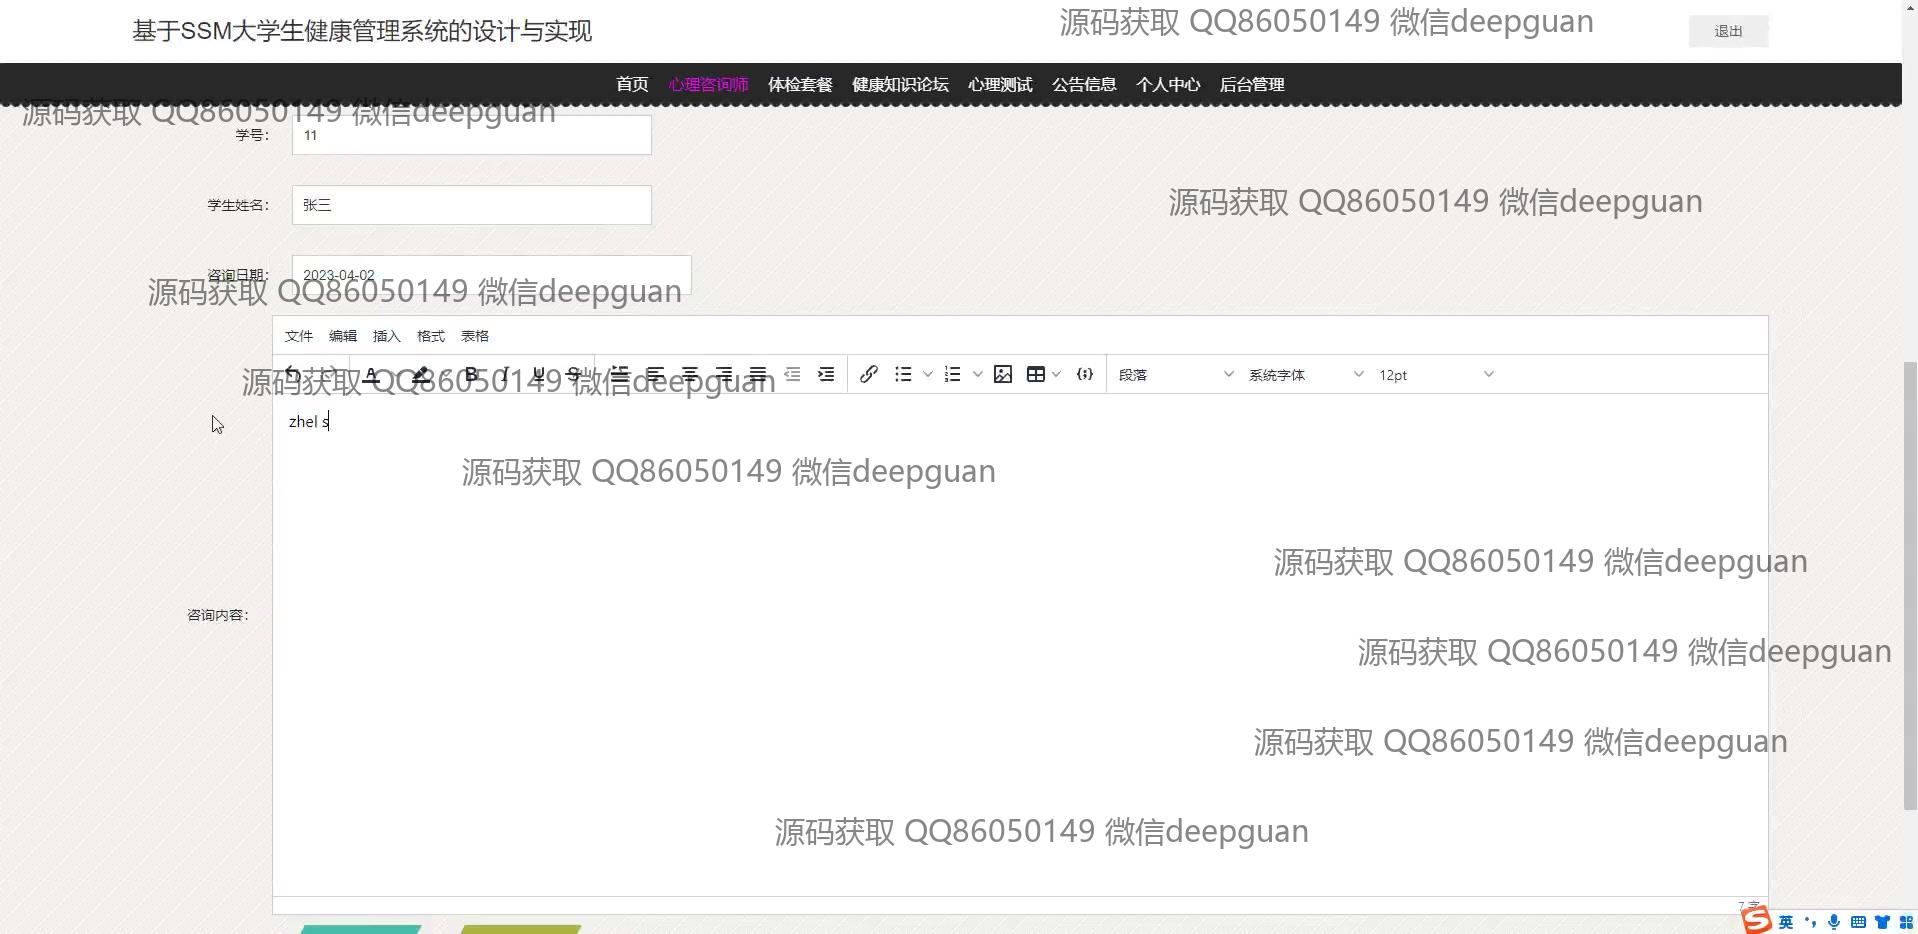 基于SSM大学生健康管理系统的设计与实现
源码获取 QQ86050149 微信deepguan
退出
首页 心理咨询师 体检套餐 健康知识论坛 心理测试 公告信息 个人中心 后台管理
源码获取 QQ86050149 微信deepguan
学号: 11
学生姓名: 张三
源码获取 QQ86050149 微信deepguan
咨询日期: 2023-04-02
源码获取 QQ86050149 微信deepguan
文件 编辑 插入 格式 表格
段落 系统字体 12pt
源码获取 QQ86050149 微信deepguan
zhel s
源码获取 QQ86050149 微信deepguan
源码获取 QQ86050149 微信deepguan
咨询内容:
源码获取 QQ86050149 微信deepguan
源码获取 QQ86050149 微信deepguan
源码获取 QQ86050149 微信deepguan
7 字
英